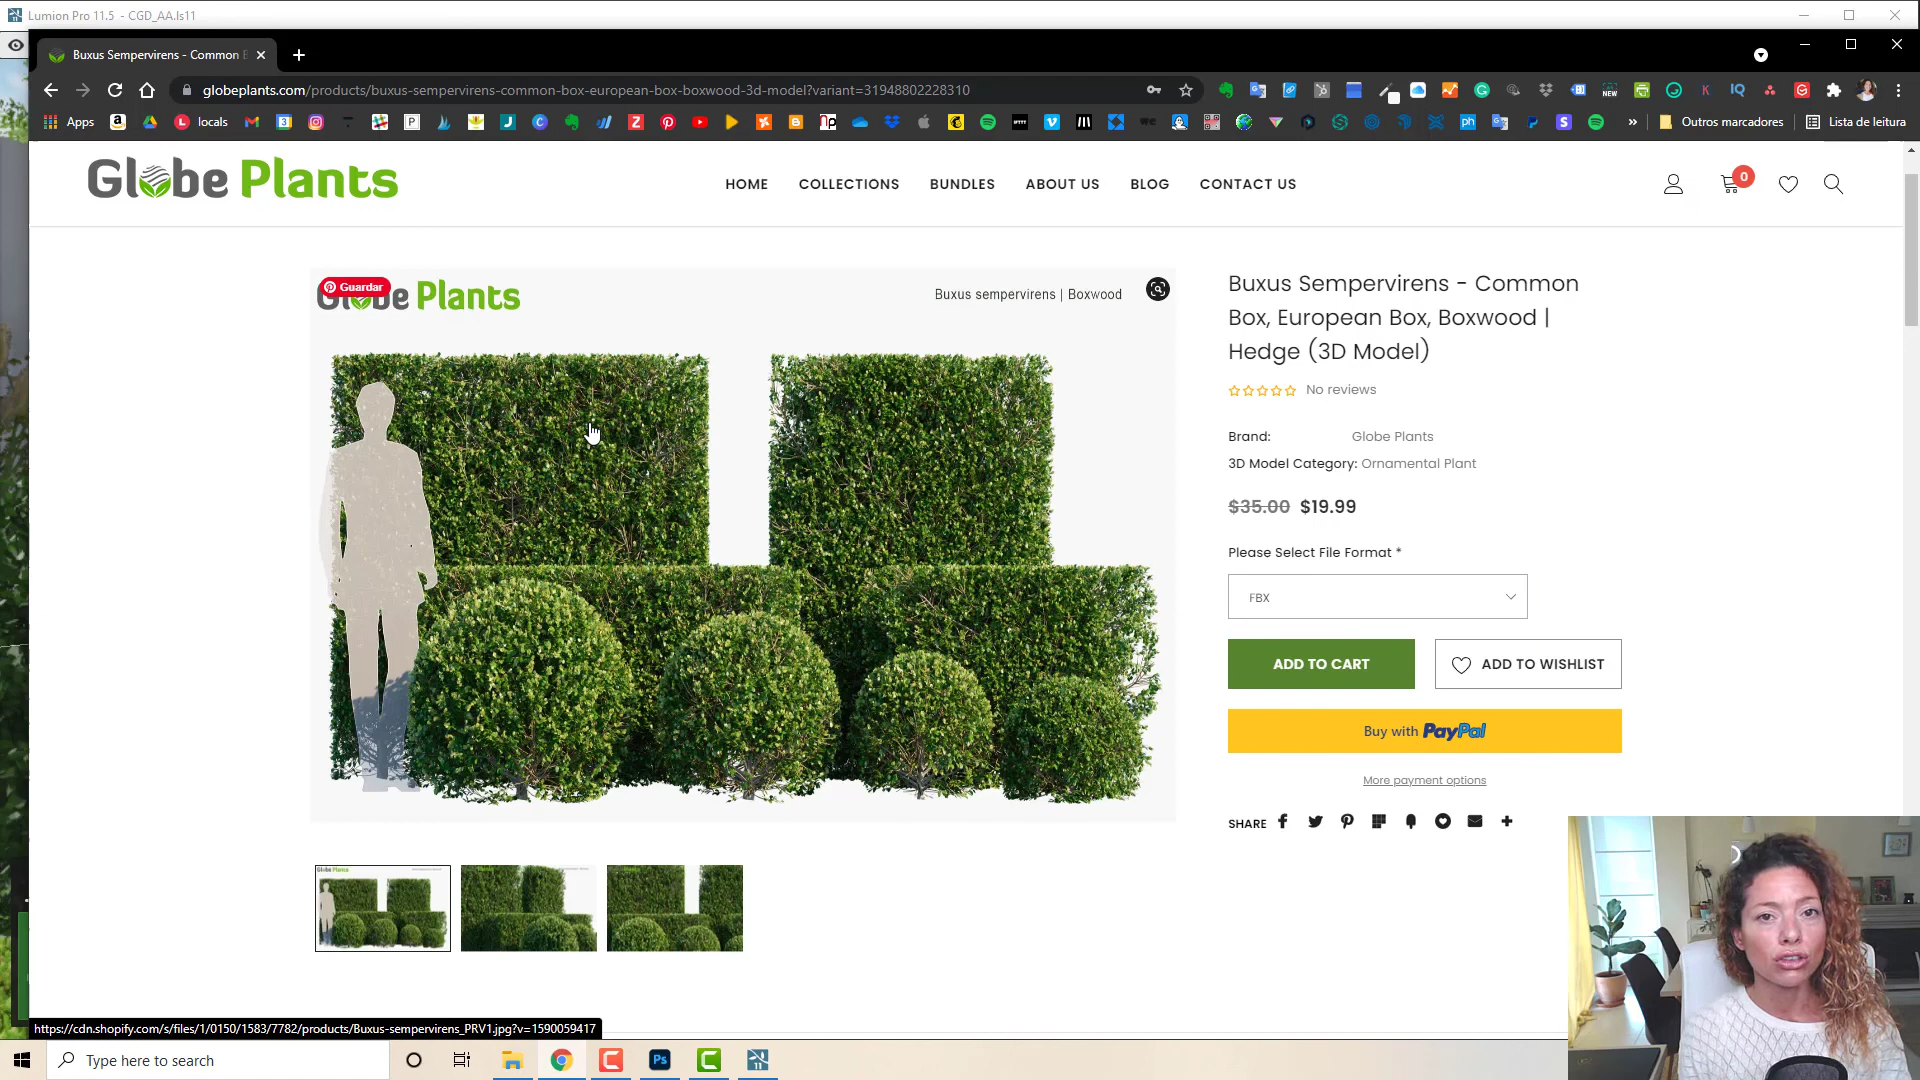 Lumion Pro 11.5 - CGD_AA.ls11
Buxus Sempervirens - Common B
globeplants.com/products/buxus-sempervirens-common-box-european-box-boxwood-3d-model?variant=31948802228310
Apps
locals
Outros marcadores
Lista de leitura
Globe Plants
HOME
COLLECTIONS
BUNDLES
ABOUT US
BLOG
CONTACT US
0
Guardar
Globe Plants
Buxus sempervirens | Boxwood
Buxus Sempervirens - Common
Box, European Box, Boxwood |
Hedge (3D Model)
No reviews
Brand: Globe Plants
3D Model Category: Ornamental Plant
$35.00 $19.99
Please Select File Format *
FBX
ADD TO CART
ADD TO WISHLIST
Buy with PayPal
More payment options
SHARE
https://cdn.shopify.com/s/files/1/0150/1583/7782/products/Buxus-sempervirens_PRV1.jpg?v=1590059417
Type here to search
Ps